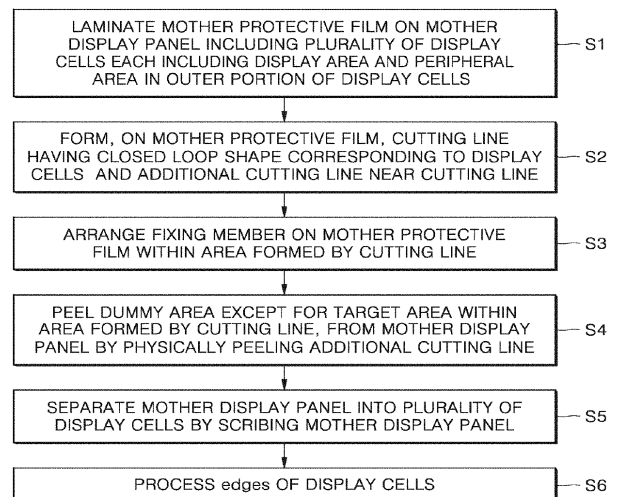 LAMINATE MOTHER PROTECTIVE FILM ON MOTHER
DISPLAY PANEL INCLUDING PLURALITY OF DISPLAY
CELLS EACH INCLUDING DISPLAY AREA AND PERIPHERAL
AREA IN OUTER PORTION OF DISPLAY CELLS
S1
FORM, ON MOTHER PROTECTIVE FILM, CUTTING LINE
HAVING CLOSED LOOP SHAPE CORRESPONDING TO DISPLAY
CELLS AND ADDITIONAL CUTTING LINE NEAR CUTTING LINE
S2
ARRANGE FIXING MEMBER ON MOTHER PROTECTIVE
FILM WITHIN AREA FORMED BY CUTTING LINE
S3
PEEL DUMMY AREA EXCEPT FOR TARGET AREA WITHIN
AREA FORMED BY CUTTING LINE, FROM MOTHER DISPLAY
PANEL BY PHYSICALLY PEELING ADDITIONAL CUTTING LINE
S4
SEPARATE MOTHER DISPLAY PANEL INTO PLURALITY OF
DISPLAY CELLS BY SCRIBING MOTHER DISPLAY PANEL
S5
PROCESS edges OF DISPLAY CELLS
S6